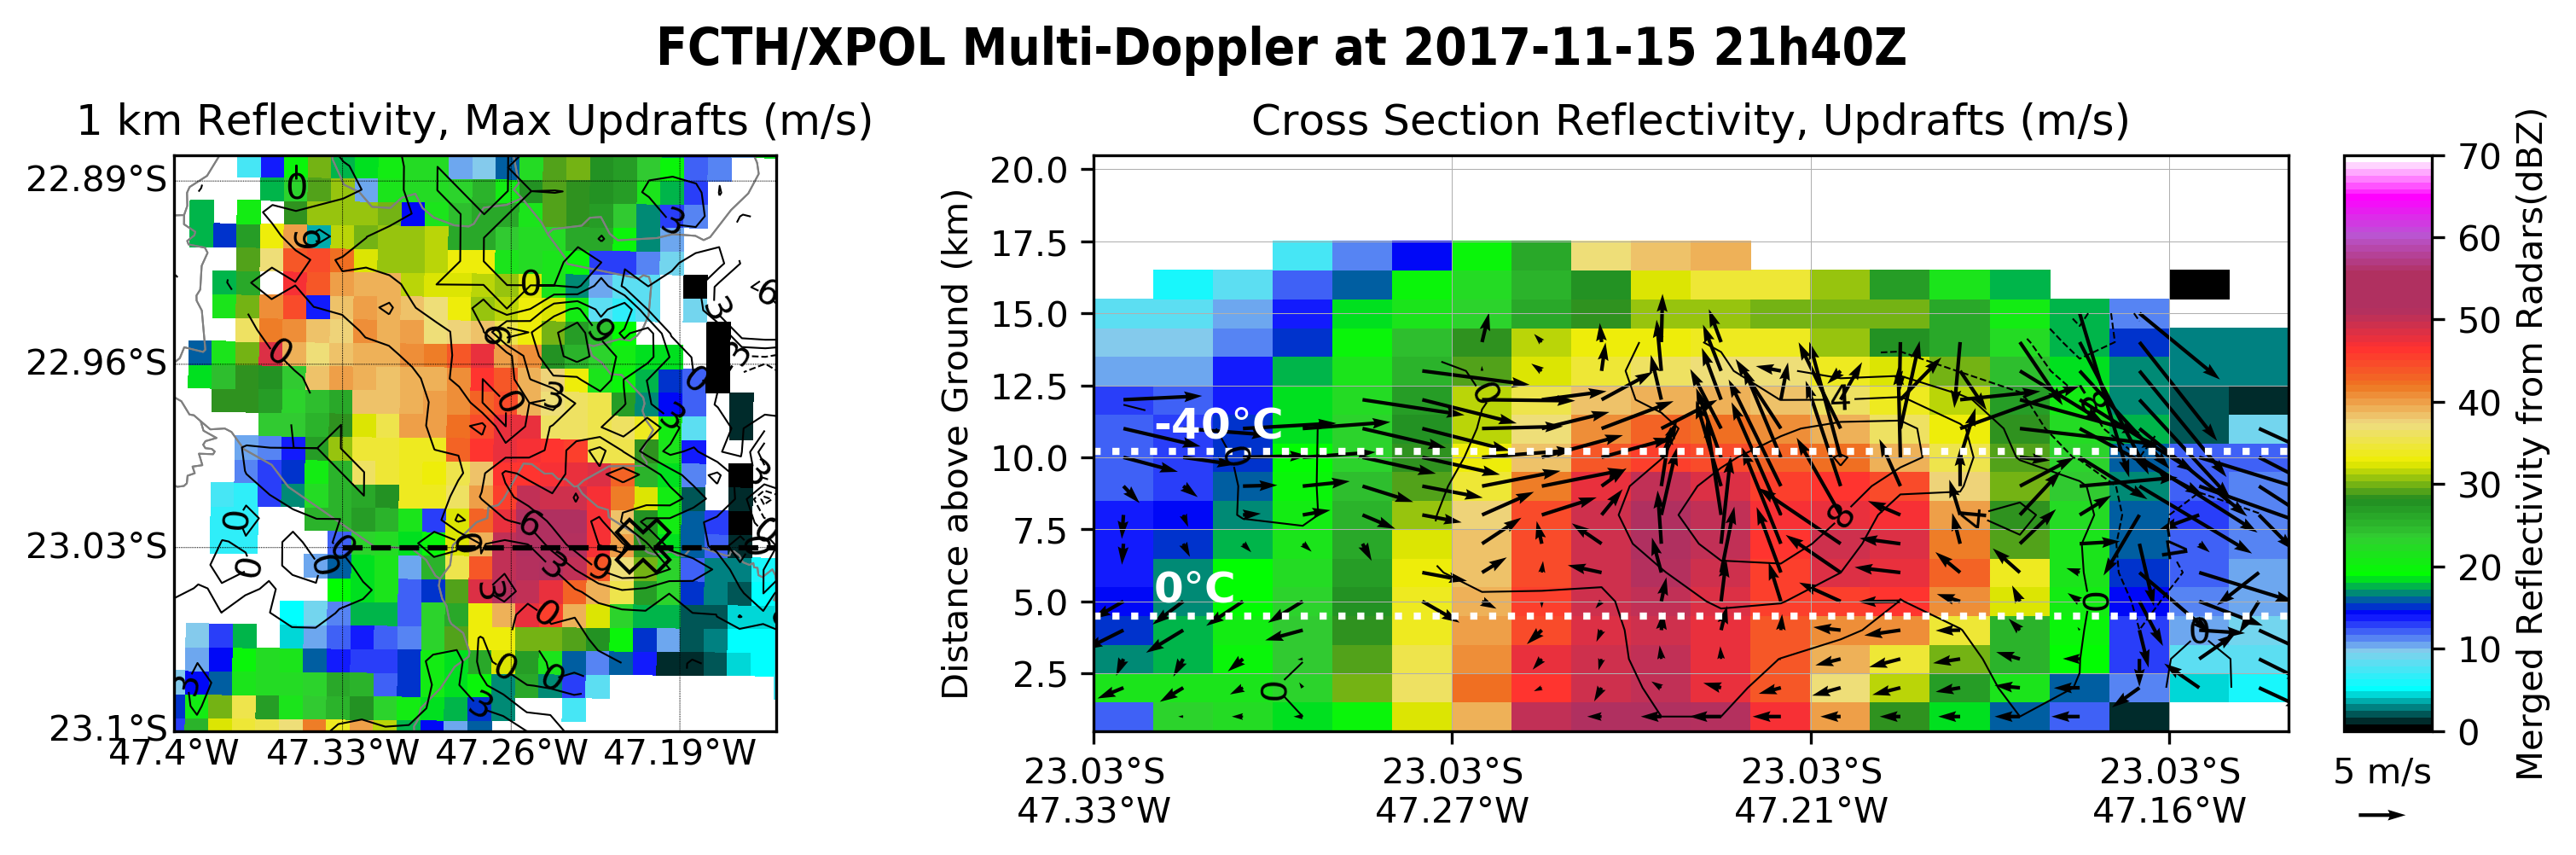 FCTH/XPOL Multi-Doppler at 2017-11-15 21h40Z
1 km Reflectivity, Max Updrafts (m/s)
22.89°S
22.96°S
23.03°S
23.1°S
47.4°W 47.33°W 47.26°W 47.19°W
Cross Section Reflectivity, Updrafts (m/s)
Distance above Ground (km)
20.0
17.5
15.0
12.5
10.0
7.5
5.0
2.5
-40°C
0°C
23.03°S 23.03°S 23.03°S 23.03°S
47.33°W 47.27°W 47.21°W 47.16°W
70
60
50
40
30
20
10
0
Merged Reflectivity from Radars(dBZ)
5 m/s